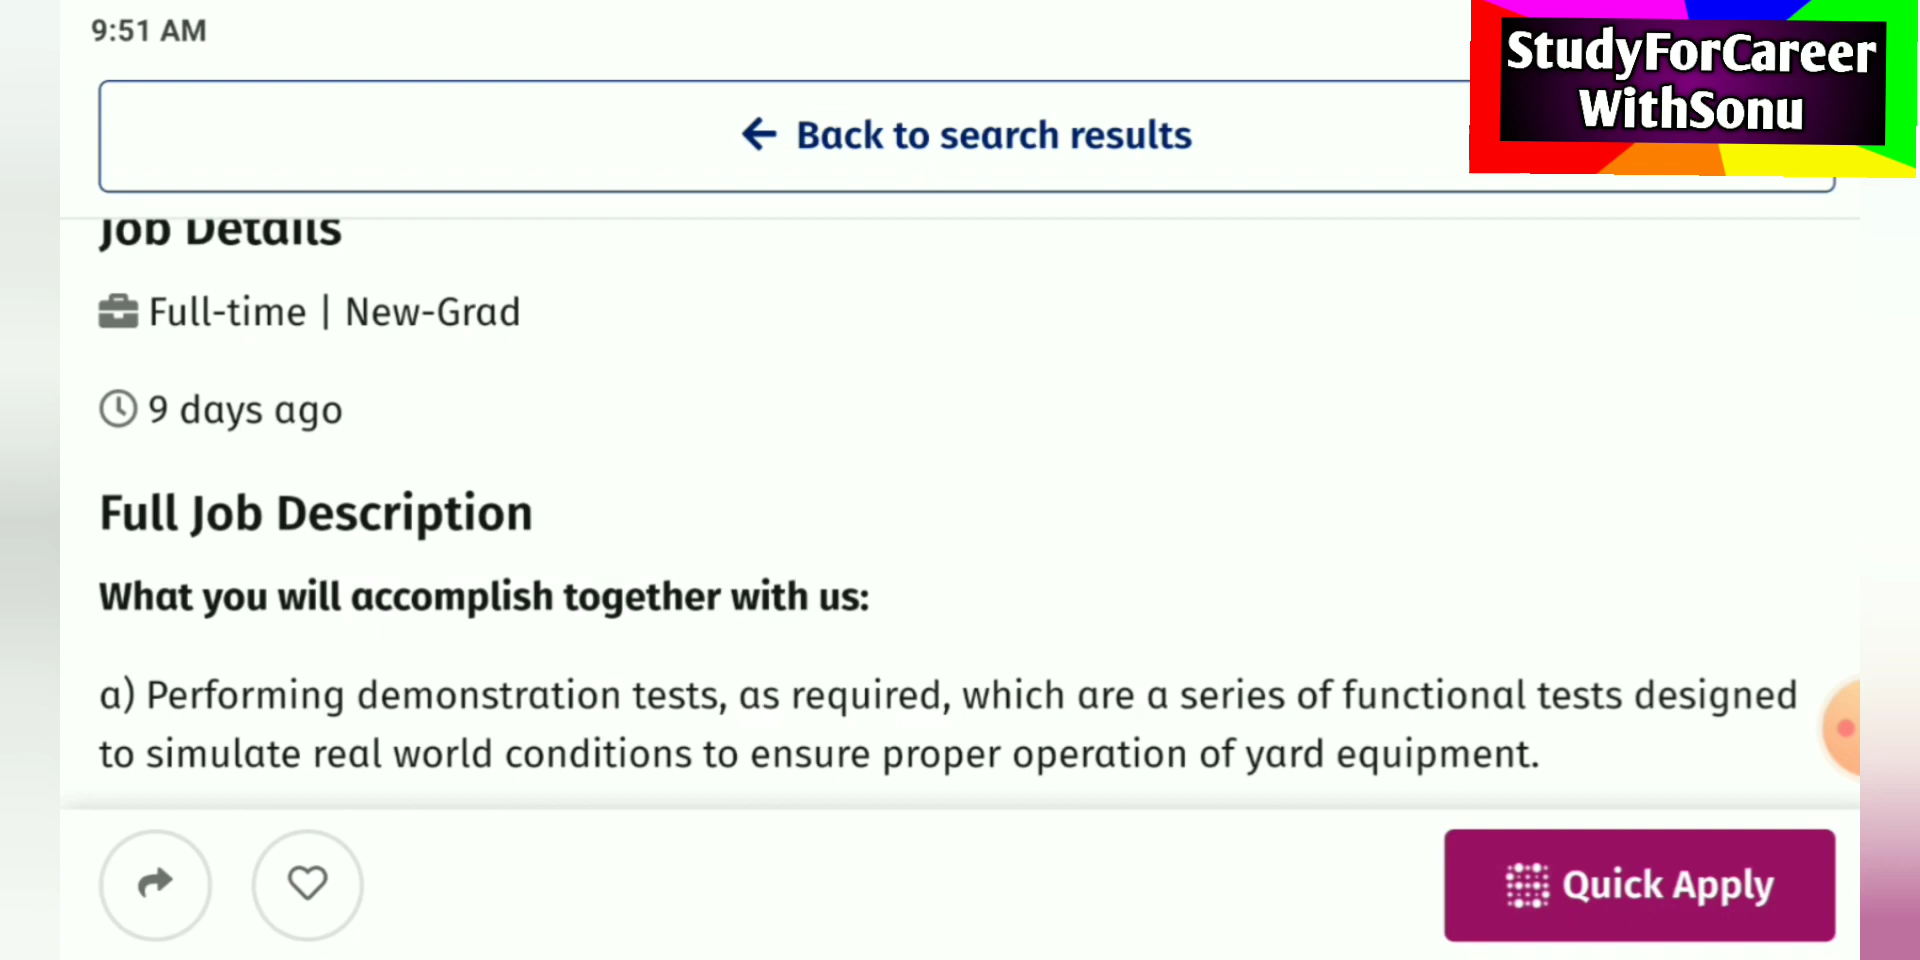 9:51 AM
StudyForCareer
WithSonu
← Back to search results
Job Details
Full-time | New-Grad
9 days ago
Full Job Description
What you will accomplish together with us:
a) Performing demonstration tests, as required, which are a series of functional tests designed
to simulate real world conditions to ensure proper operation of yard equipment.
Quick Apply